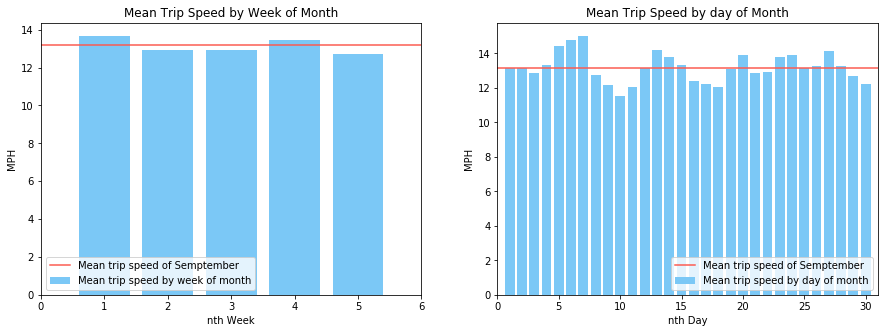 Mean Trip Speed by Week of Month
MPH
14
12
10
8
6
4
2
0
Mean trip speed of Semptember
Mean trip speed by week of month
0 1 2 3 4 5 6
nth Week
Mean Trip Speed by day of Month
MPH
14
12
10
8
6
4
2
0
Mean trip speed of Semptember
Mean trip speed by day of month
0 5 10 15 20 25 30
nth Day